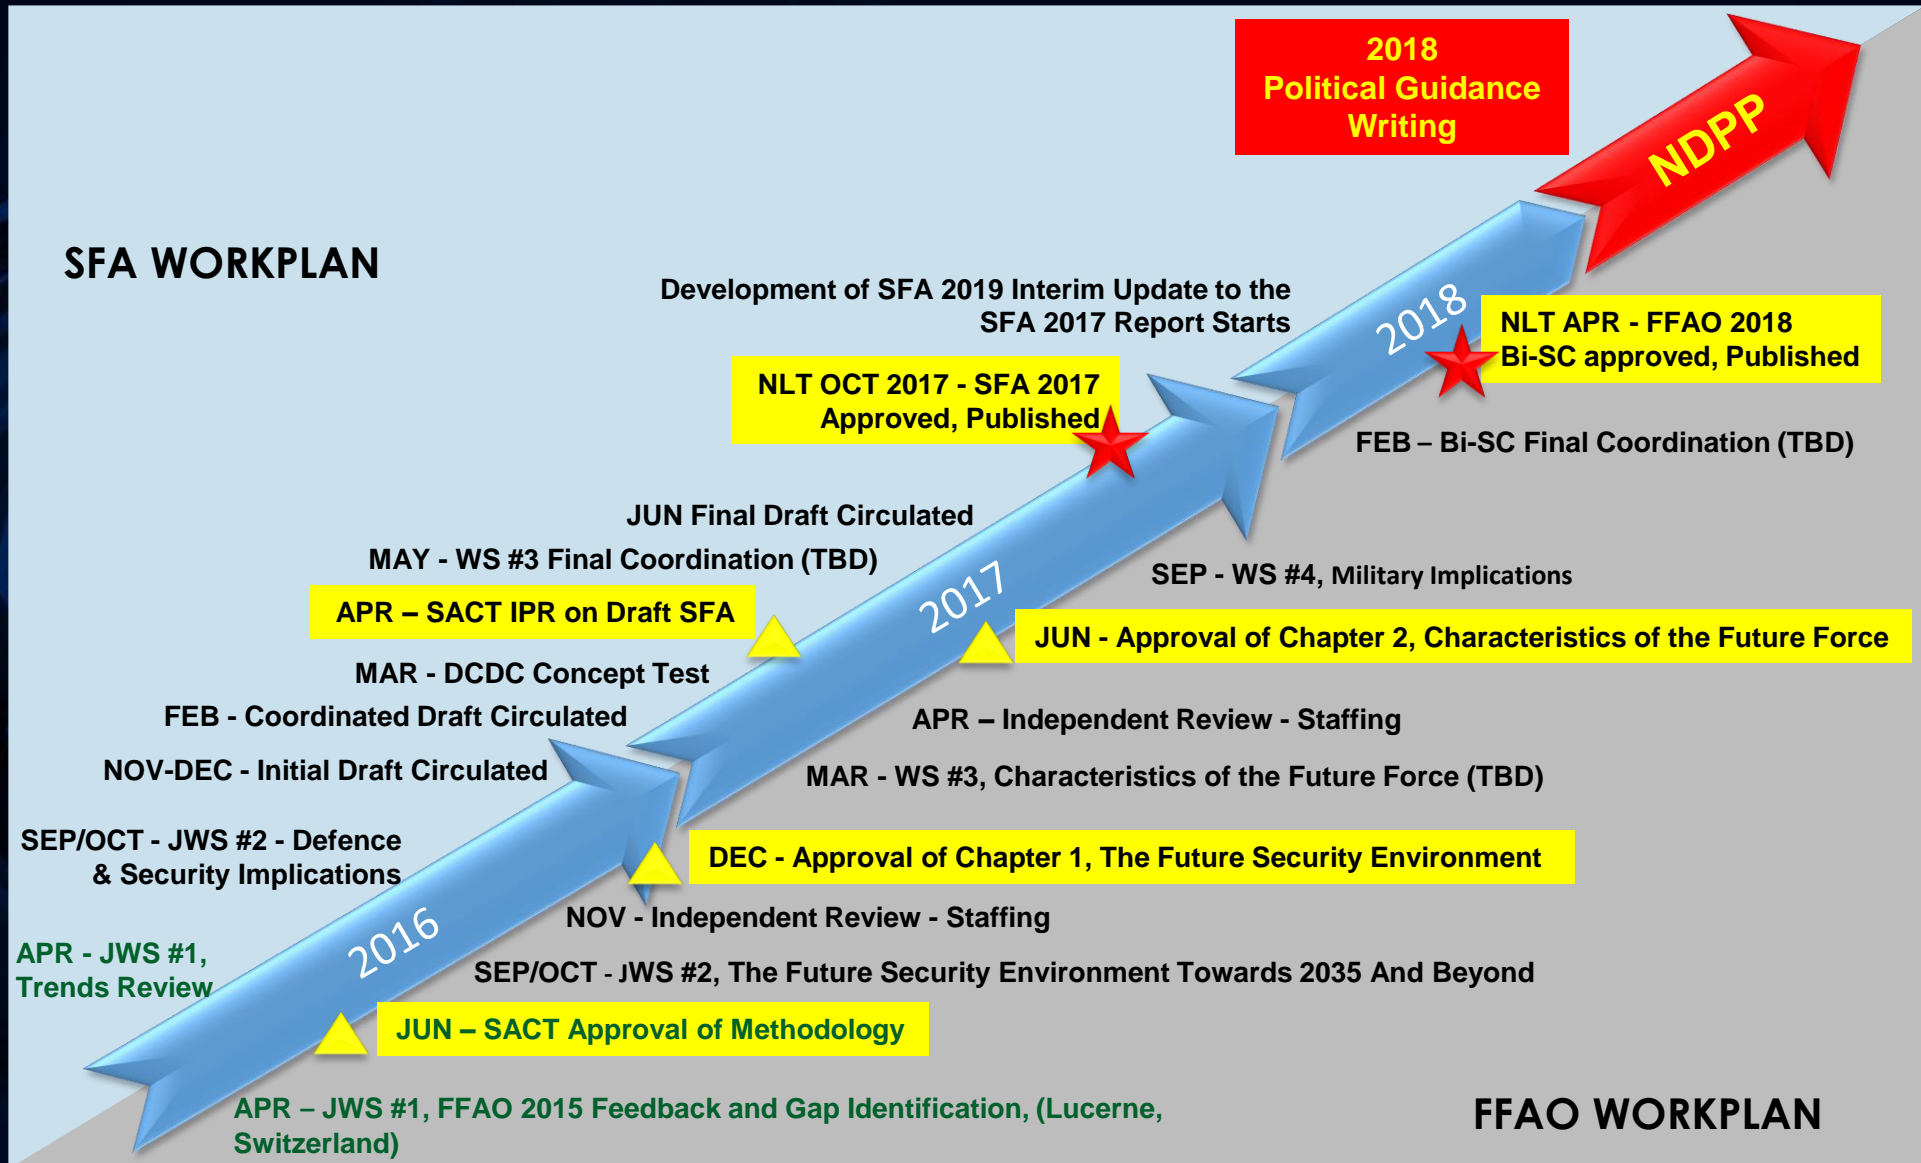 2018
Political Guidance
Writing
NDPP
SFA WORKPLAN
Development of SFA 2019 Interim Update to the
SFA 2017 Report Starts
2018
NLT APR - FFAO 2018
Bi-SC approved, Published
NLT OCT 2017 - SFA 2017
Approved, Published
FEB – Bi-SC Final Coordination (TBD)
JUN Final Draft Circulated
MAY - WS #3 Final Coordination (TBD)
SEP - WS #4, Military Implications
2017
APR – SACT IPR on Draft SFA
JUN - Approval of Chapter 2, Characteristics of the Future Force
MAR - DCDC Concept Test
FEB - Coordinated Draft Circulated
APR – Independent Review - Staffing
NOV-DEC - Initial Draft Circulated
MAR - WS #3, Characteristics of the Future Force (TBD)
SEP/OCT - JWS #2 - Defence
& Security Implications
DEC - Approval of Chapter 1, The Future Security Environment
NOV - Independent Review - Staffing
2016
APR - JWS #1,
Trends Review
SEP/OCT - JWS #2, The Future Security Environment Towards 2035 And Beyond
JUN – SACT Approval of Methodology
APR – JWS #1, FFAO 2015 Feedback and Gap Identification, (Lucerne,
Switzerland)
FFAO WORKPLAN